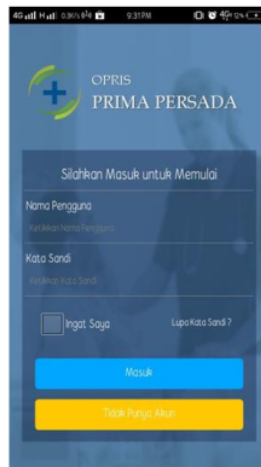 9:31PM
OPRIS
PRIMA PERSADA
Silahkan Masuk untuk Memulai
Nama Pengguna
Ketikkan Nama Pengguna
Kata Sandi
Ketikkan Kata Sandi
Ingat Saya Lupa Kata Sandi ?
Masuk
Tidak Punya Akun